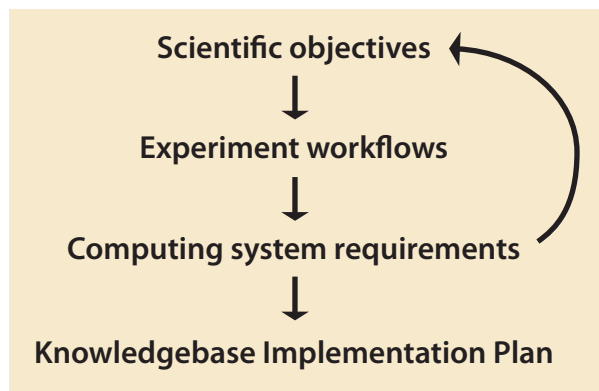 Scientific objectives
Experiment workflows
Computing system requirements
Knowledgebase Implementation Plan